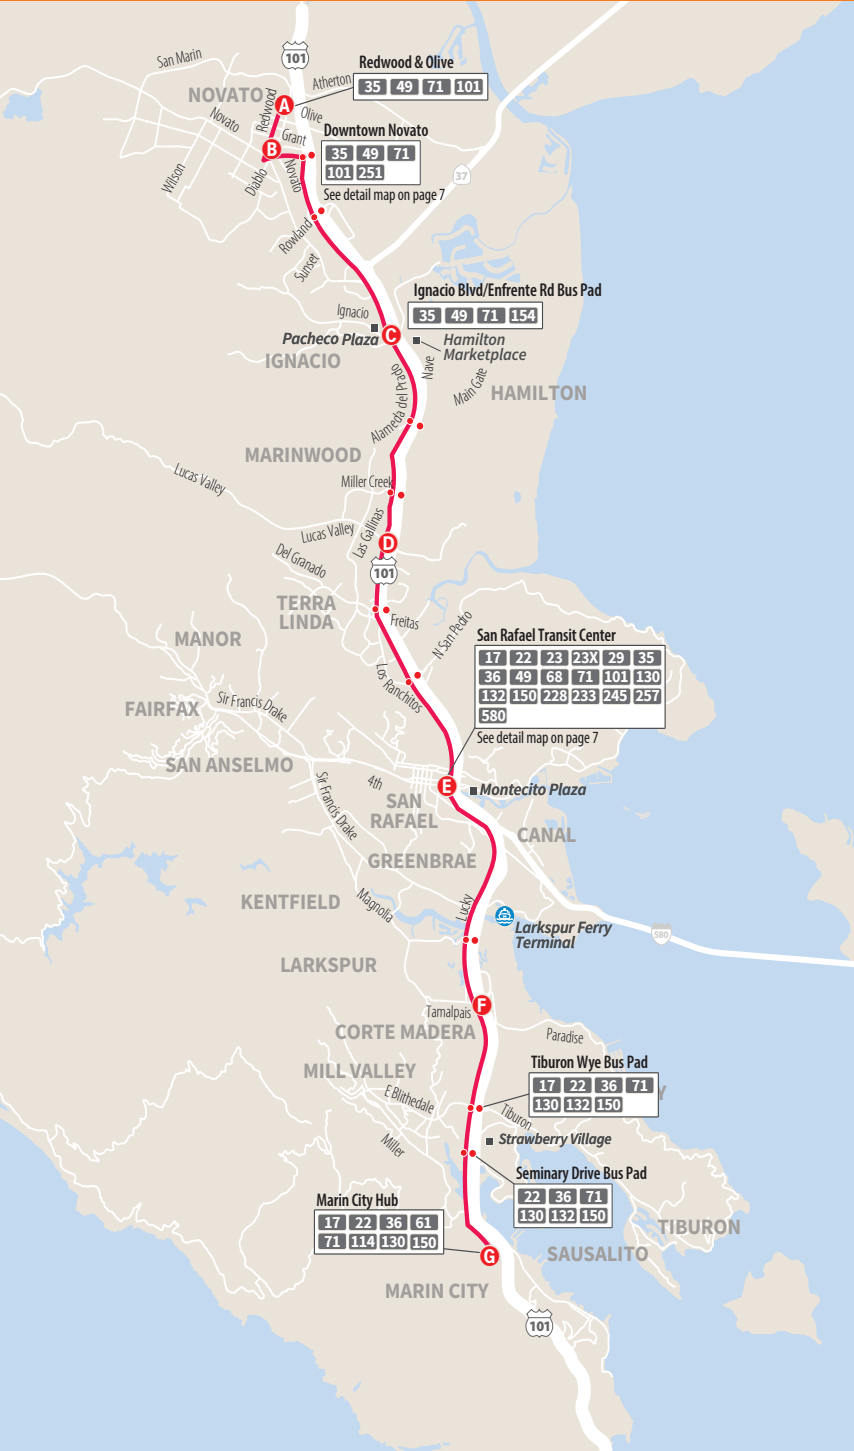 101
San Marin
Redwood & Olive
Atherton
35 49 71 101
NOVATO
A
Redwood
Olive
Novato
Grant
Downtown Novato
B
35 49 71
101 251
See detail map on page 7
37
Wilson
Diablo
Novato
Rowland
Sunset
Ignacio Blvd/Enfrente Rd Bus Pad
35 49 71 154
Ignacio
Pacheco Plaza
C
Hamilton
Marketplace
IGNACIO
Nave
Main Gate
HAMILTON
Alameda del Prado
MARINWOOD
Lucas Valley
Miller Creek
Las Gallinas
Lucas Valley
D
Del Granado
101
TERRA
LINDA
Freitas
N San Pedro
MANOR
San Rafael Transit Center
17 22 23 23X 29 35
36 49 68 71 101 130
132 150 228 233 245 257
580
See detail map on page 7
Los Ranchitos
FAIRFAX
Sir Francis Drake
SAN ANSELMO
4th
E
Montecito Plaza
Sir Francis Drake
SAN
RAFAEL
CANAL
GREENBRAE
KENTFIELD
Magnolia
Lucky
Larkspur Ferry
Terminal
580
LARKSPUR
F
Tamalpais
CORTE MADERA
Paradise
MILL VALLEY
Tiburon Wye Bus Pad
17 22 36 71
130 132 150
Y
E Blithedale
Tiburon
Miller
Strawberry Village
Seminary Drive Bus Pad
22 36 71
130 132 150
Marin City Hub
17 22 36 61
71 114 130 150
TIBURON
G
SAUSALITO
MARIN CITY
101